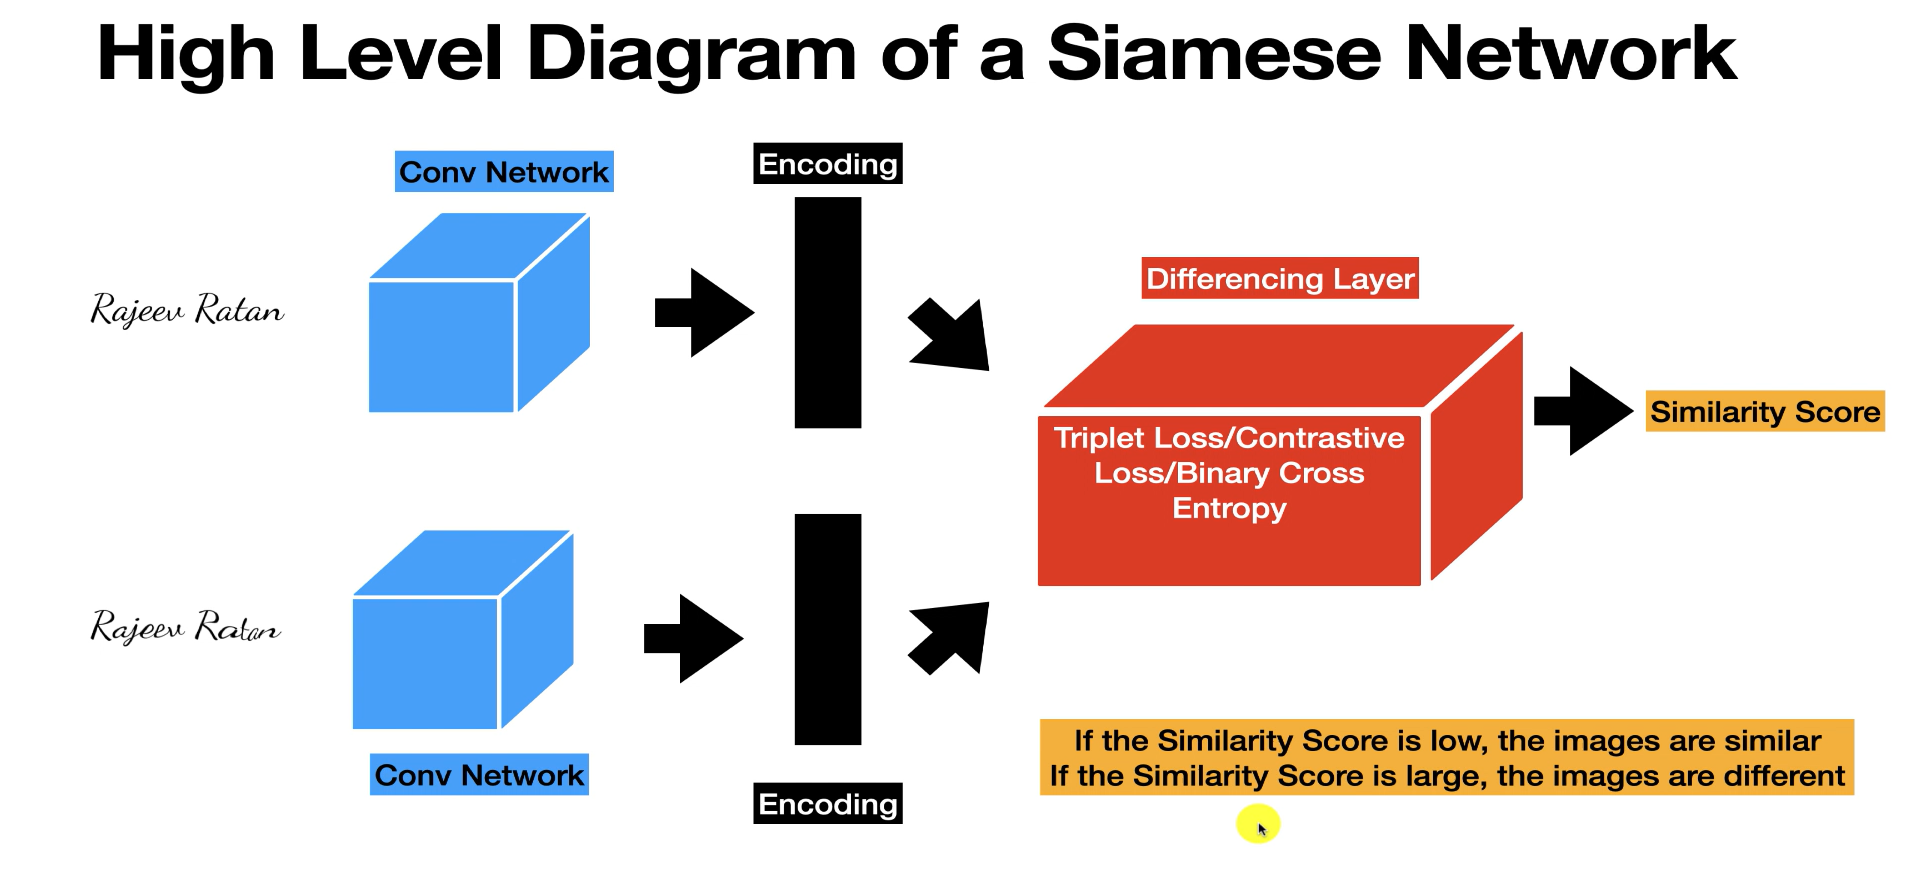 High Level Diagram of a Siamese Network
Conv Network
Encoding
Rajeev Ratan
Differencing Layer
Triplet Loss/Contrastive
Loss/Binary Cross
Entropy
Similarity Score
Rajeev Ratan
Conv Network
Encoding
If the Similarity Score is low, the images are similar
If the Similarity Score is large, the images are different